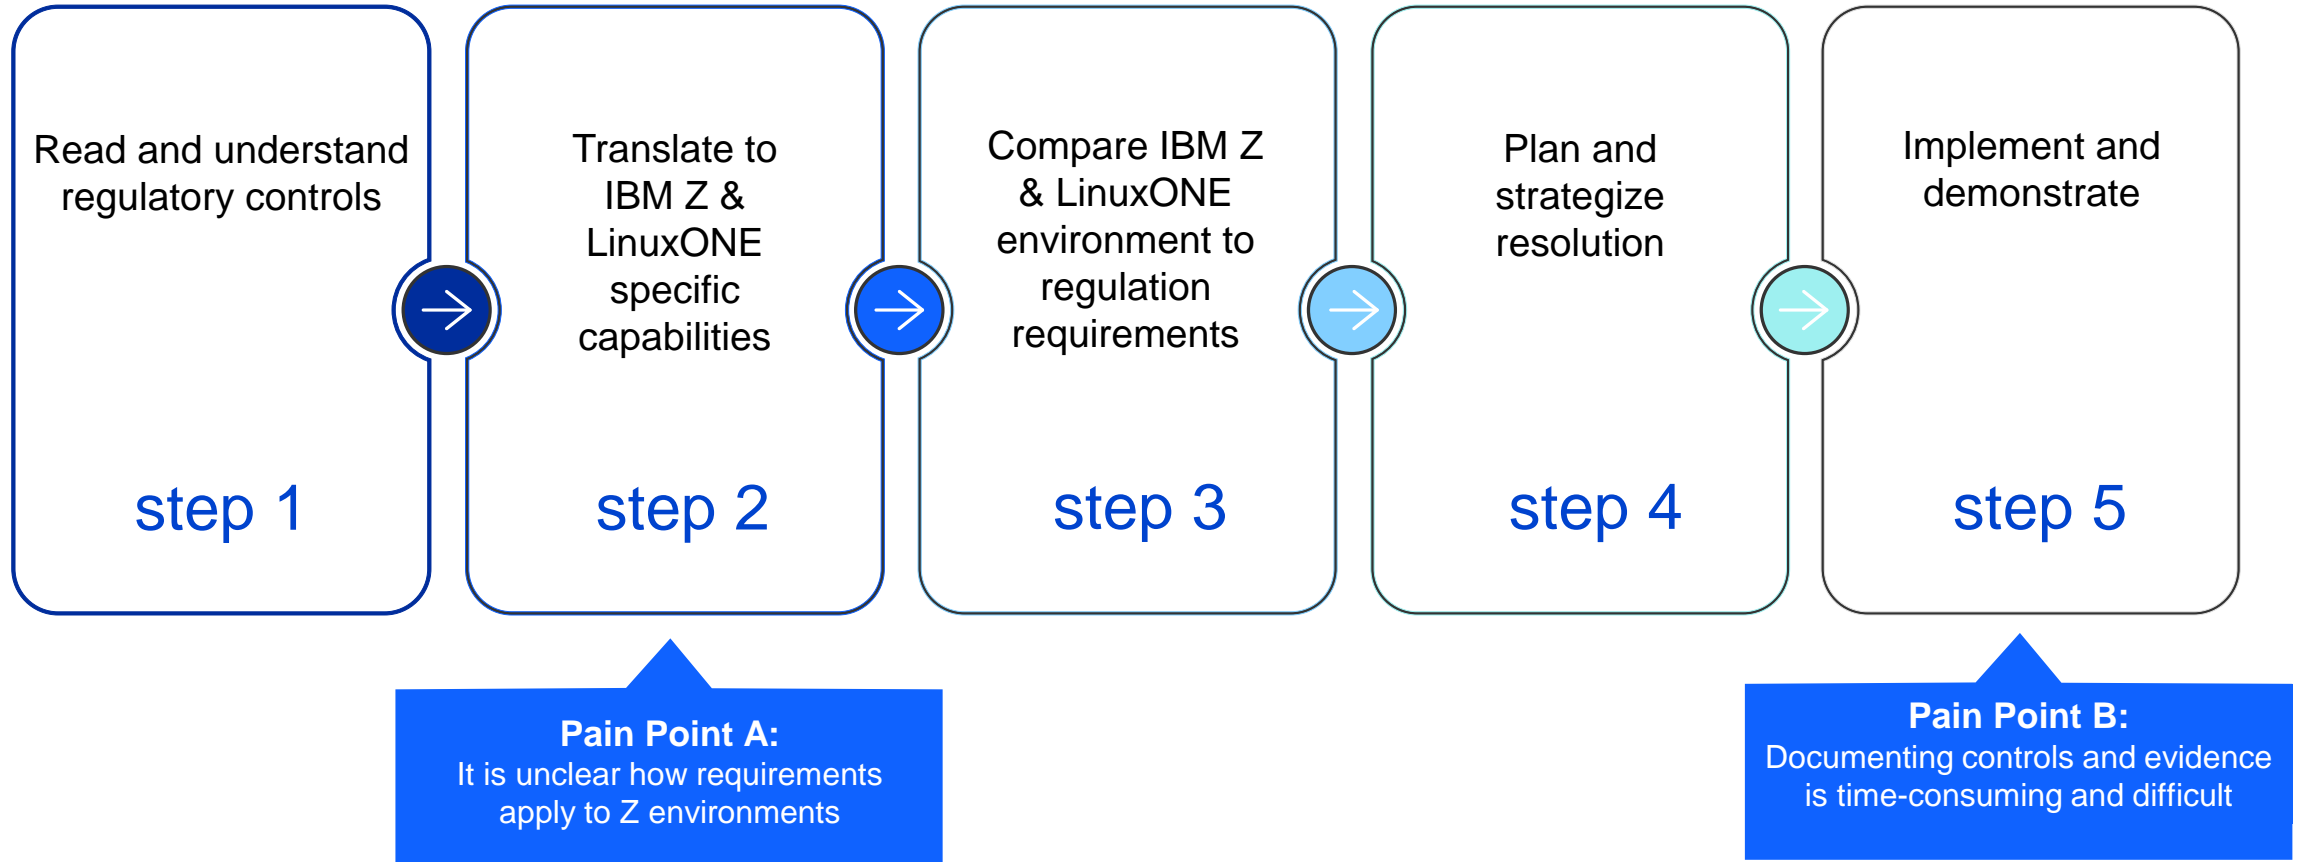 Read and understand
regulatory controls
step 1
Translate to
IBM Z &
LinuxONE
specific
capabilities
step 2
Compare IBM Z
& LinuxONE
environment to
regulation
requirements
step 3
Plan and
strategize
resolution
step 4
Implement and
demonstrate
step 5
Pain Point A:
It is unclear how requirements
apply to Z environments
Pain Point B:
Documenting controls and evidence
is time-consuming and difficult